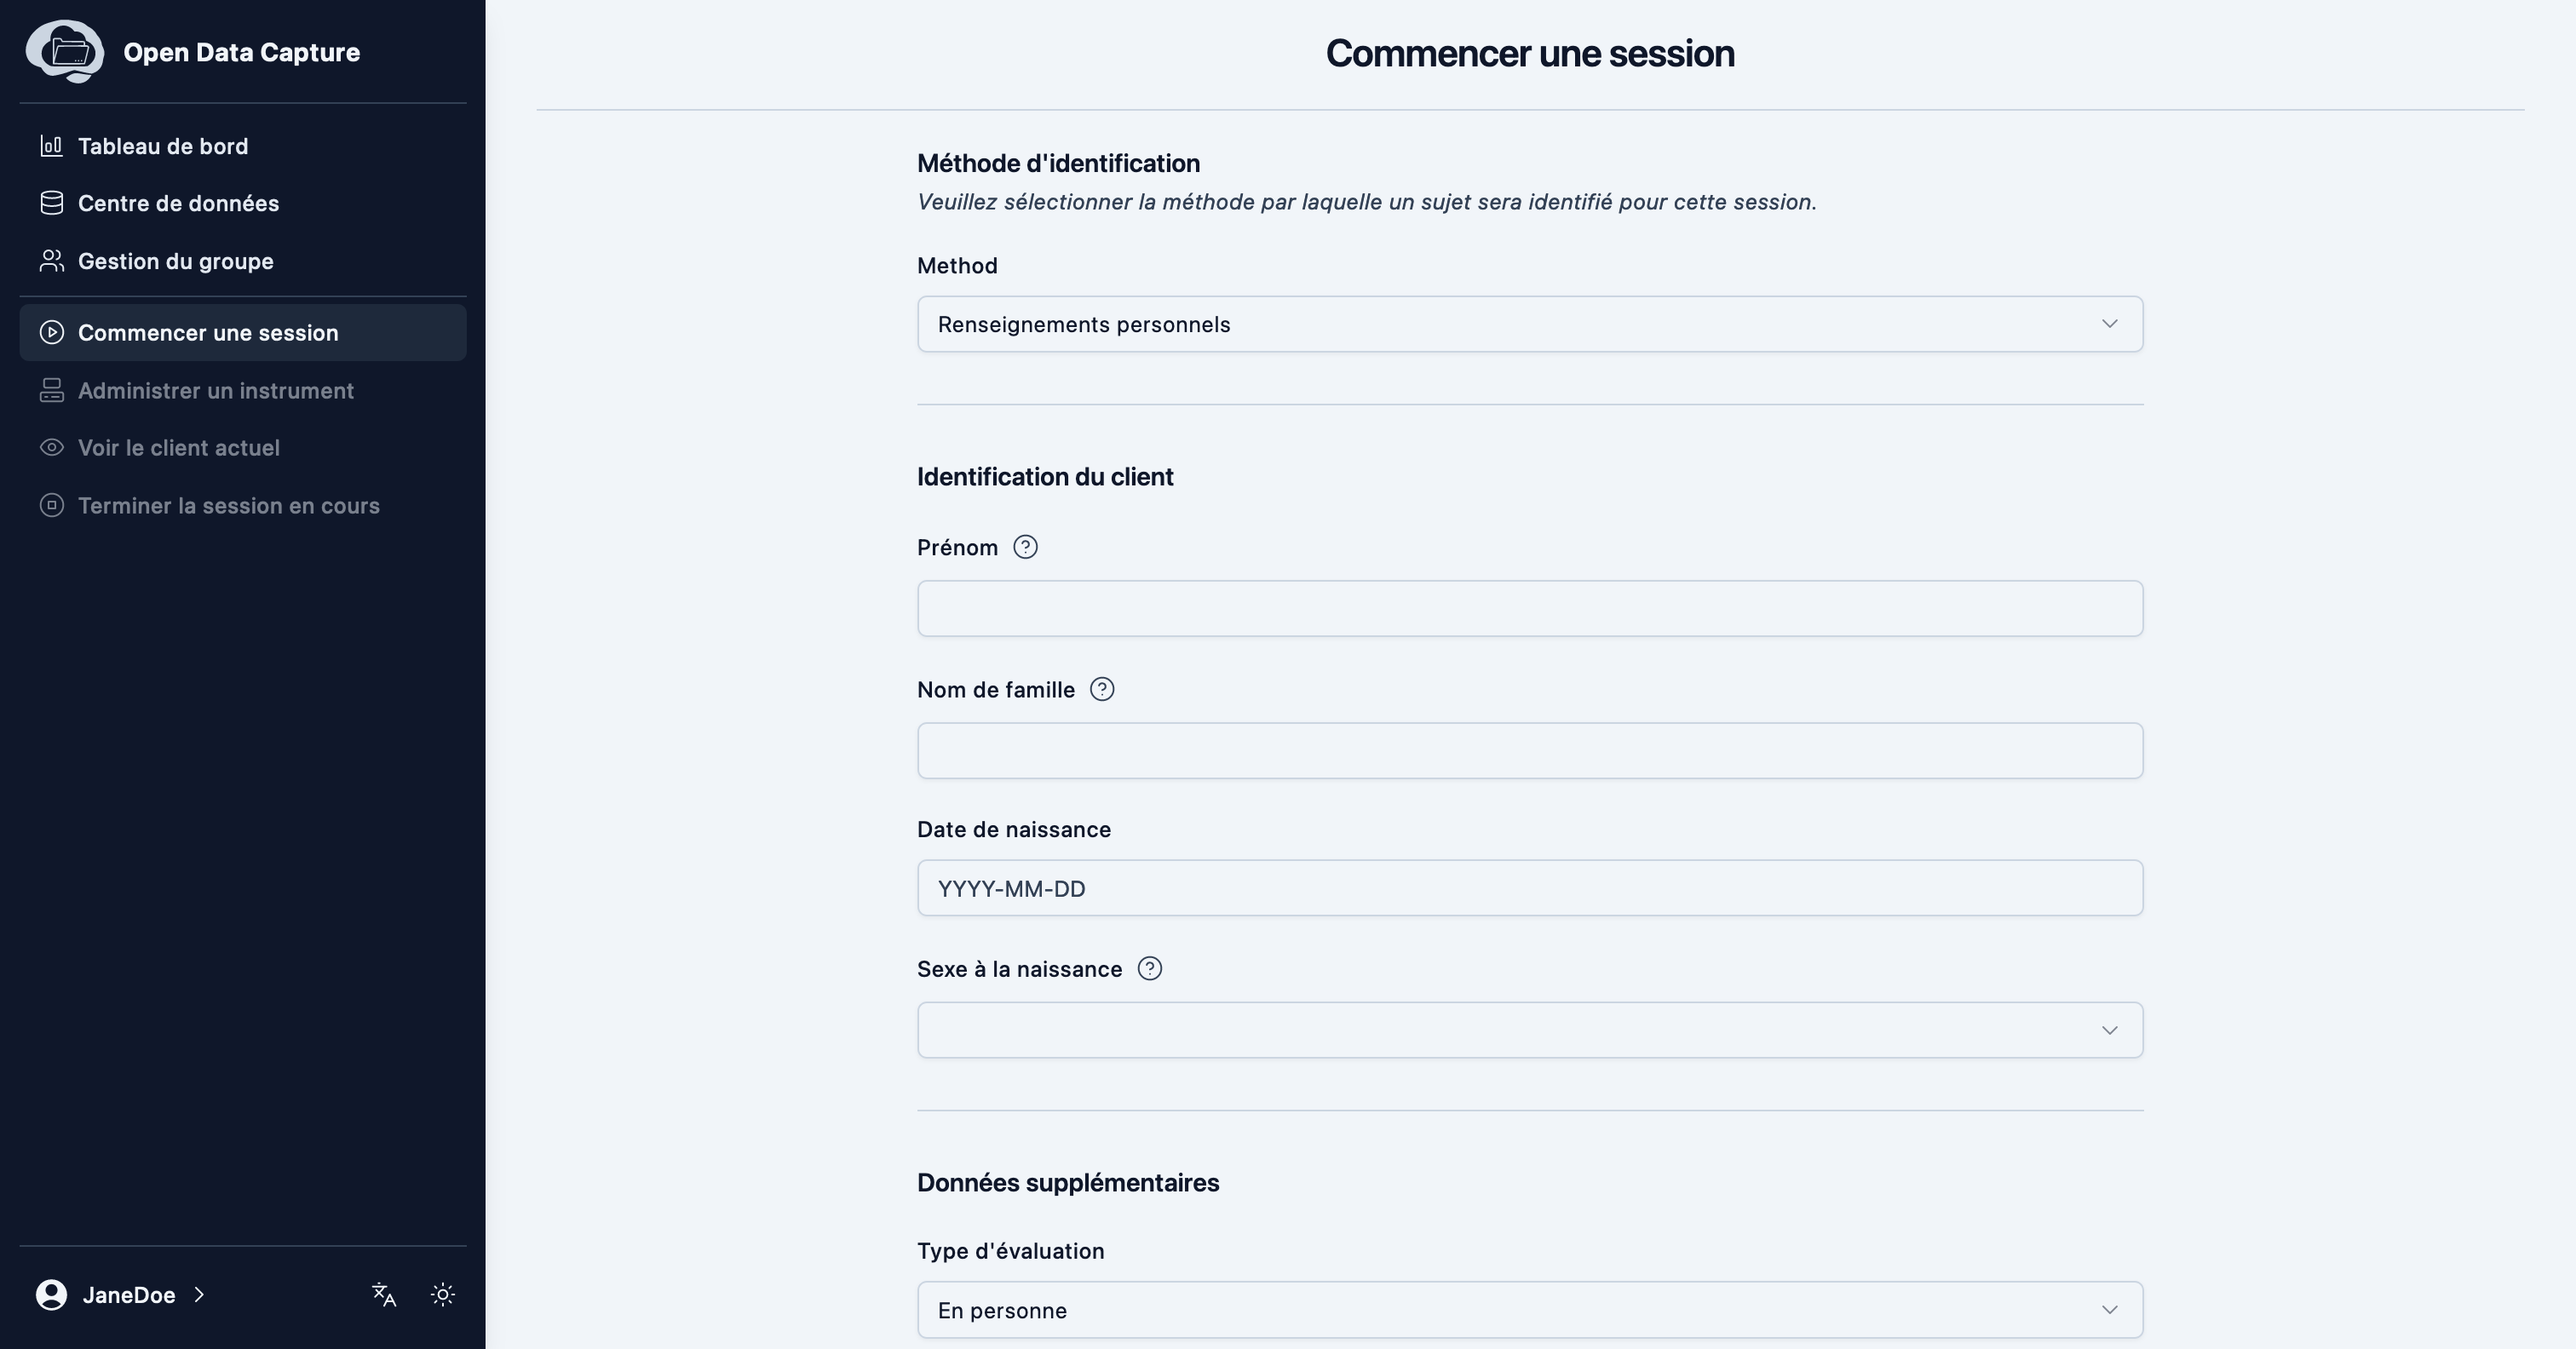 Open Data Capture
Tableau de bord
Centre de données
Gestion du groupe
Commencer une session
Administrer un instrument
Voir le client actuel
Terminer la session en cours
JaneDoe
Commencer une session
Méthode d'identification
Veuillez sélectionner la méthode par laquelle un sujet sera identifié pour cette session.
Method
Renseignements personnels
Identification du client
Prénom
Nom de famille
Date de naissance
YYYY-MM-DD
Sexe à la naissance
Données supplémentaires
Type d'évaluation
En personne